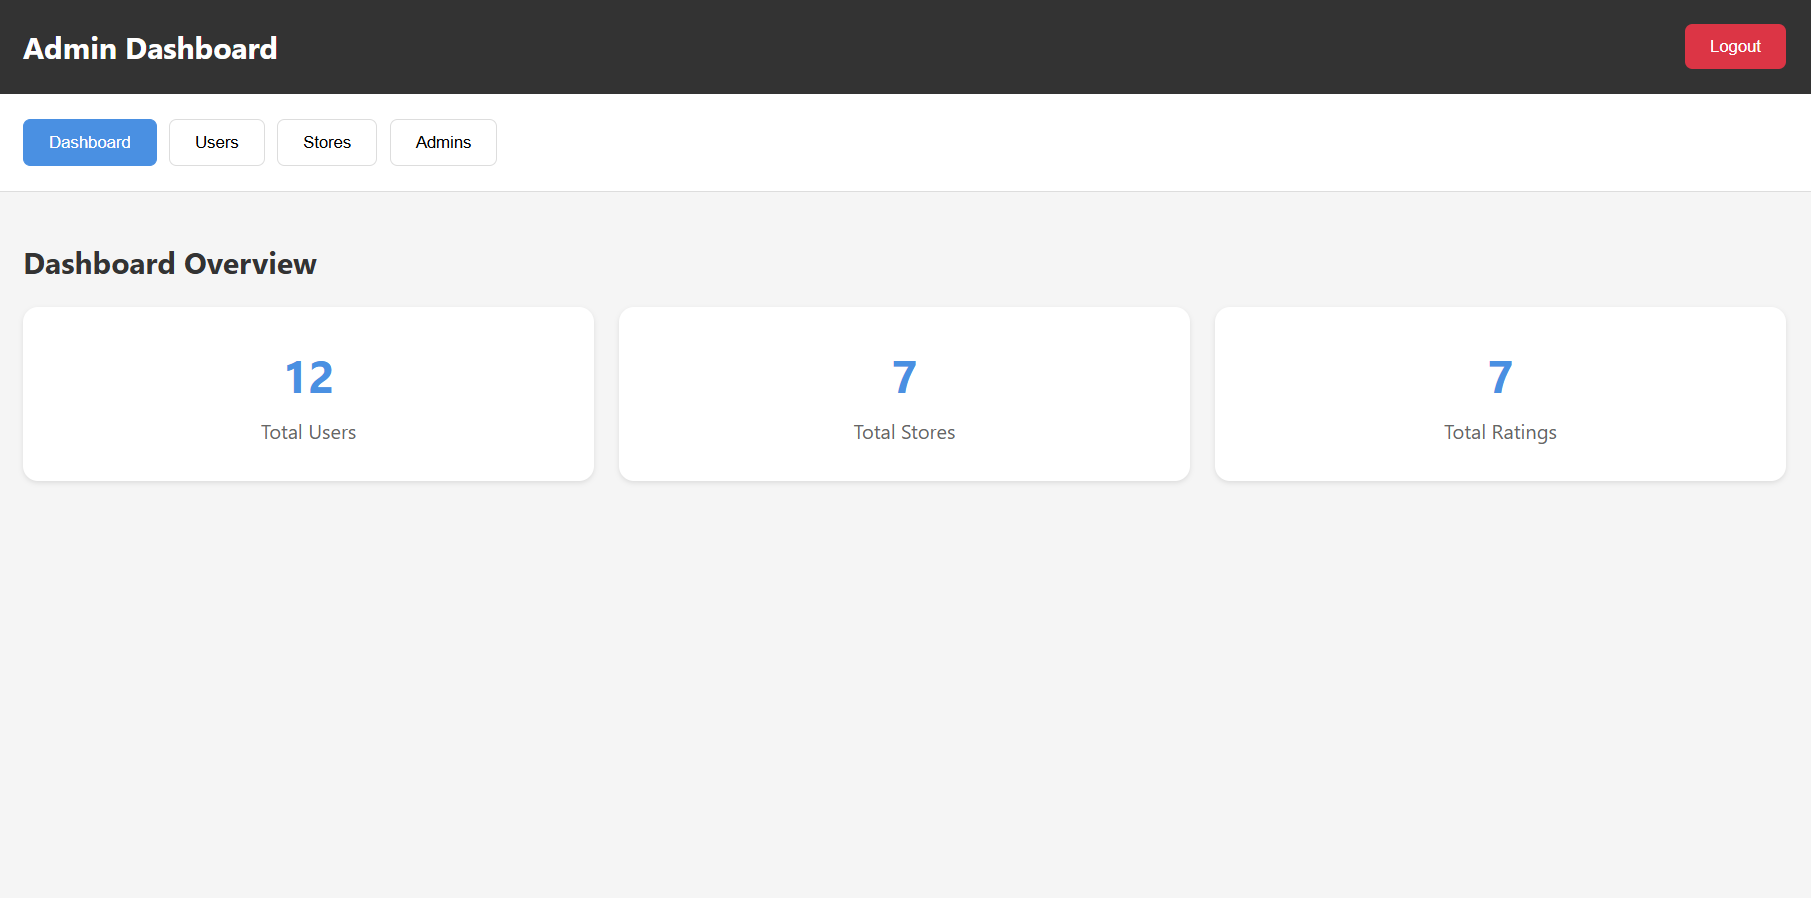 Admin Dashboard
Logout
Dashboard
Users
Stores
Admins
Dashboard Overview
12
Total Users
7
Total Stores
7
Total Ratings